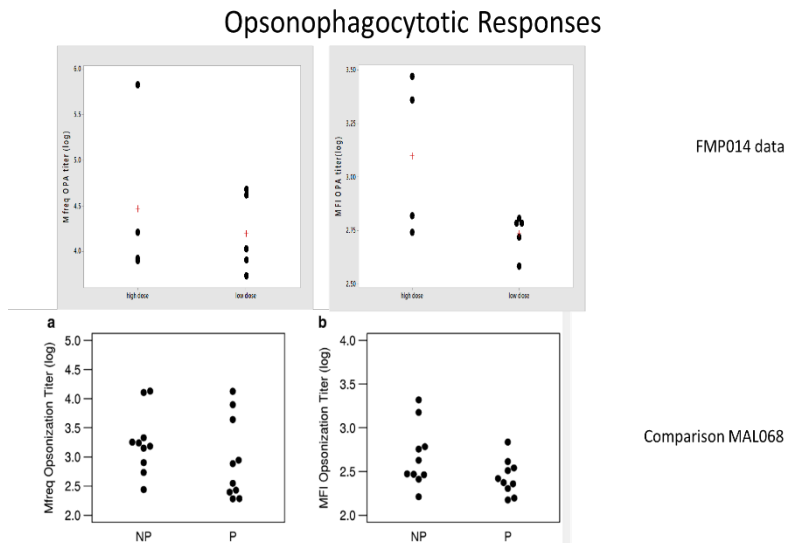 Opsonophagocytotic Responses
Mfreq OPA titer (log)
6.0
5.5
5.0
4.5
4.0
high dose
low dose
MFI OPA titer(log)
3.50
3.25
3.00
2.75
2.50
high dose
low dose
FMP014 data
a
Mfreq Opsonization Titer (log)
5.0
4.5
4.0
3.5
3.0
2.5
2.0
NP
P
b
MFI Opsonization Titer (log)
4.0
3.5
3.0
2.5
2.0
NP
P
Comparison MAL068